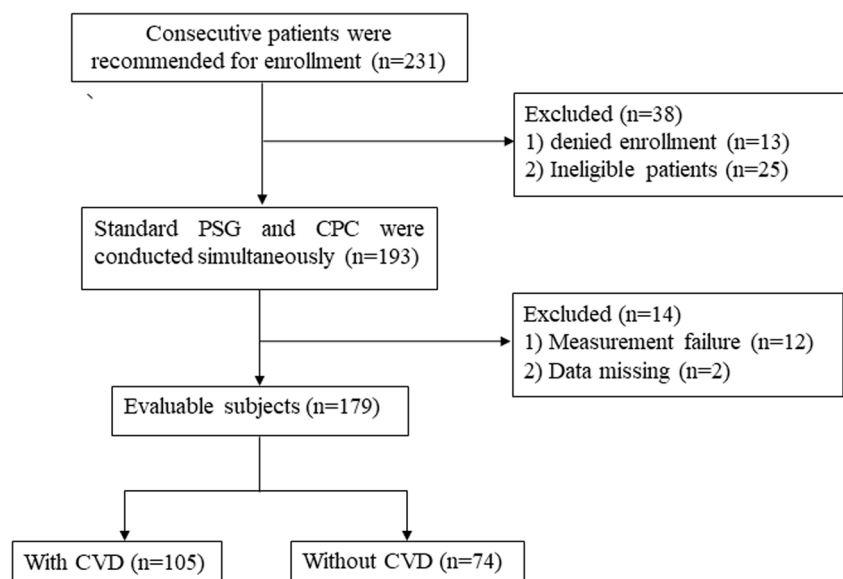 Consecutive patients were
recommended for enrollment (n=231)
`
Excluded (n=38)
1) denied enrollment (n=13)
2) Ineligible patients (n=25)
Standard PSG and CPC were
conducted simultaneously (n=193)
Excluded (n=14)
1) Measurement failure (n=12)
2) Data missing (n=2)
Evaluable subjects (n=179)
With CVD (n=105)
Without CVD (n=74)